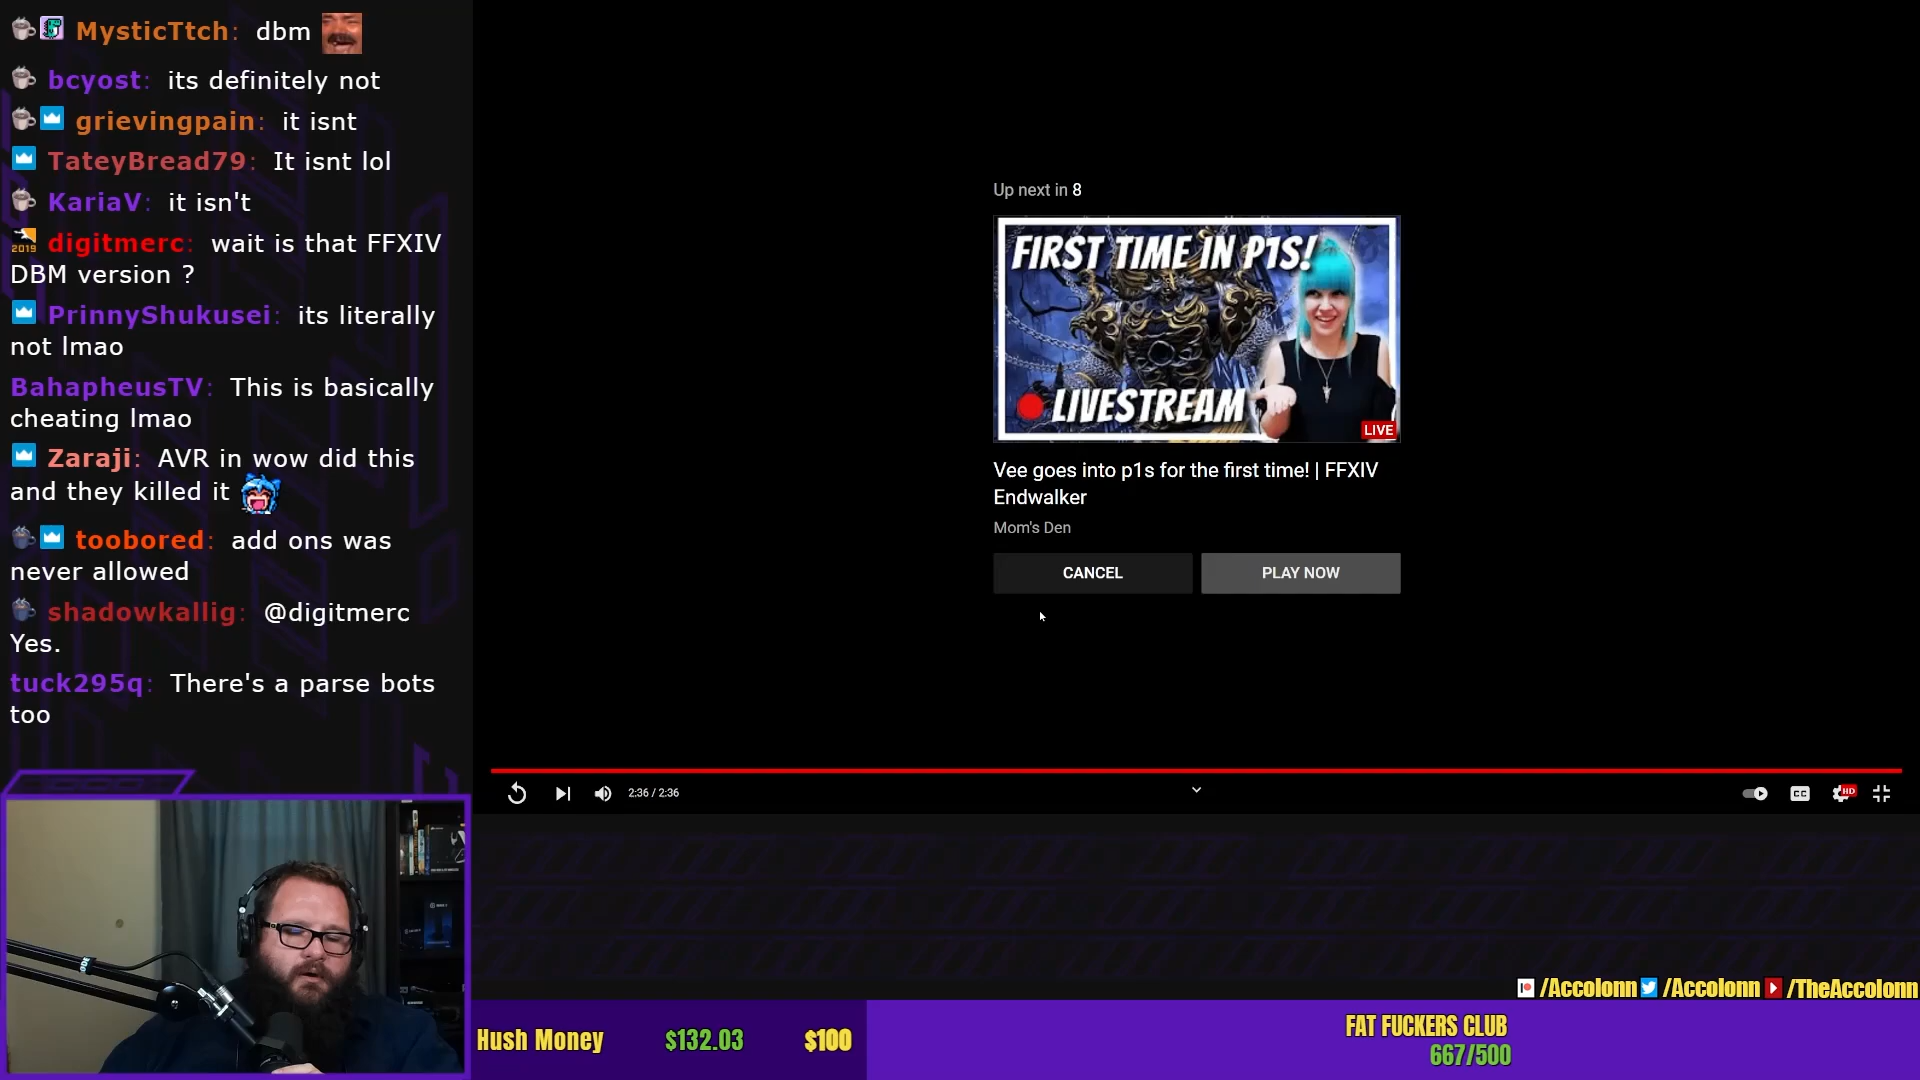 MysticTtch: dbm
bcyost: its definitely not
grievingpain: it isnt
TateyBread79: It isnt lol
KariaV: it isn't
2019 digitmerc: wait is that FFXIV
DBM version ?
PrinnyShukusei: its literally
not lmao
BahapheusTV: This is basically
cheating lmao
Zaraji: AVR in wow did this
and they killed it
toobored: add ons was
never allowed
shadowkallig: @digitmerc
Yes.
tuck295q: There's a parse bots
too
Up next in 8
FIRST TIME IN P1S!
LIVESTREAM
LIVE
Vee goes into p1s for the first time! | FFXIV
Endwalker
Mom's Den
CANCEL
PLAY NOW
2:36 / 2:36
CC
HD
/Accolonn /Accolonn /TheAccolonn
Hush Money $132.03 $100
FAT FUCKERS CLUB
667/500